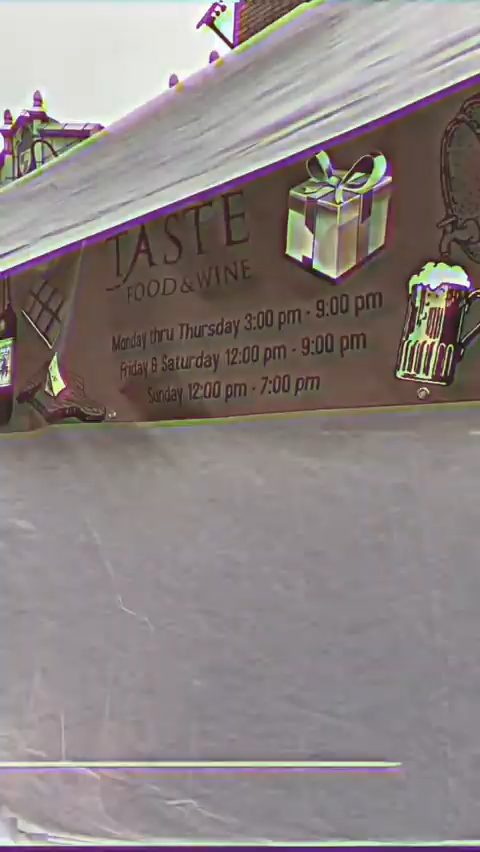 TASTE
FOOD & WINE
Monday thru Thursday 3:00 pm - 9:00 pm
Friday & Saturday 12:00 pm - 9:00 pm
Sunday 12:00 pm - 7:00 pm